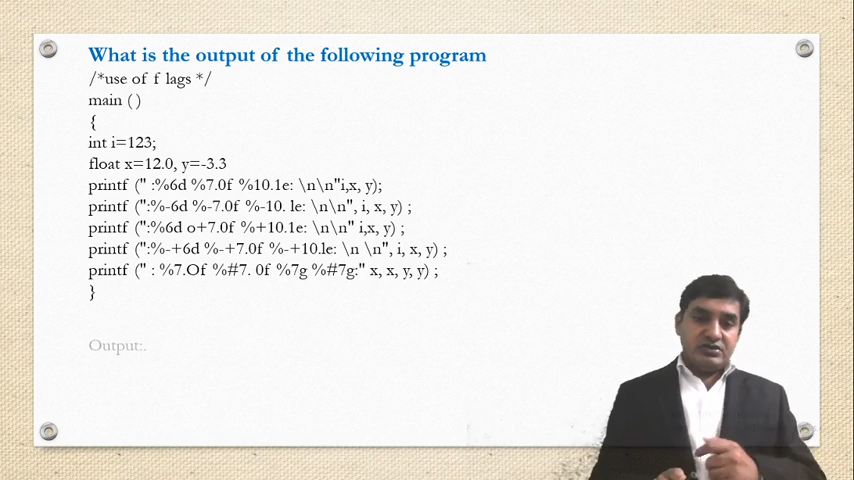 What is the output of the following program
/*use of f lags */
main ( )
{
int i=123;
float x=12.0, y=-3.3
printf (" :%6d %7.0f %10.1e: \n\n"i,x, y);
printf (":%-6d %-7.0f %-10. le: \n\n", i, x, y) ;
printf (":%6d o+7.0f %+10.1e: \n\n" i,x, y) ;
printf (":%-+6d %-+7.0f %-+10.le: \n \n", i, x, y) ;
printf (" : %7.Of %#7. 0f %7g %#7g:" x, x, y, y) ;
}
Output:.